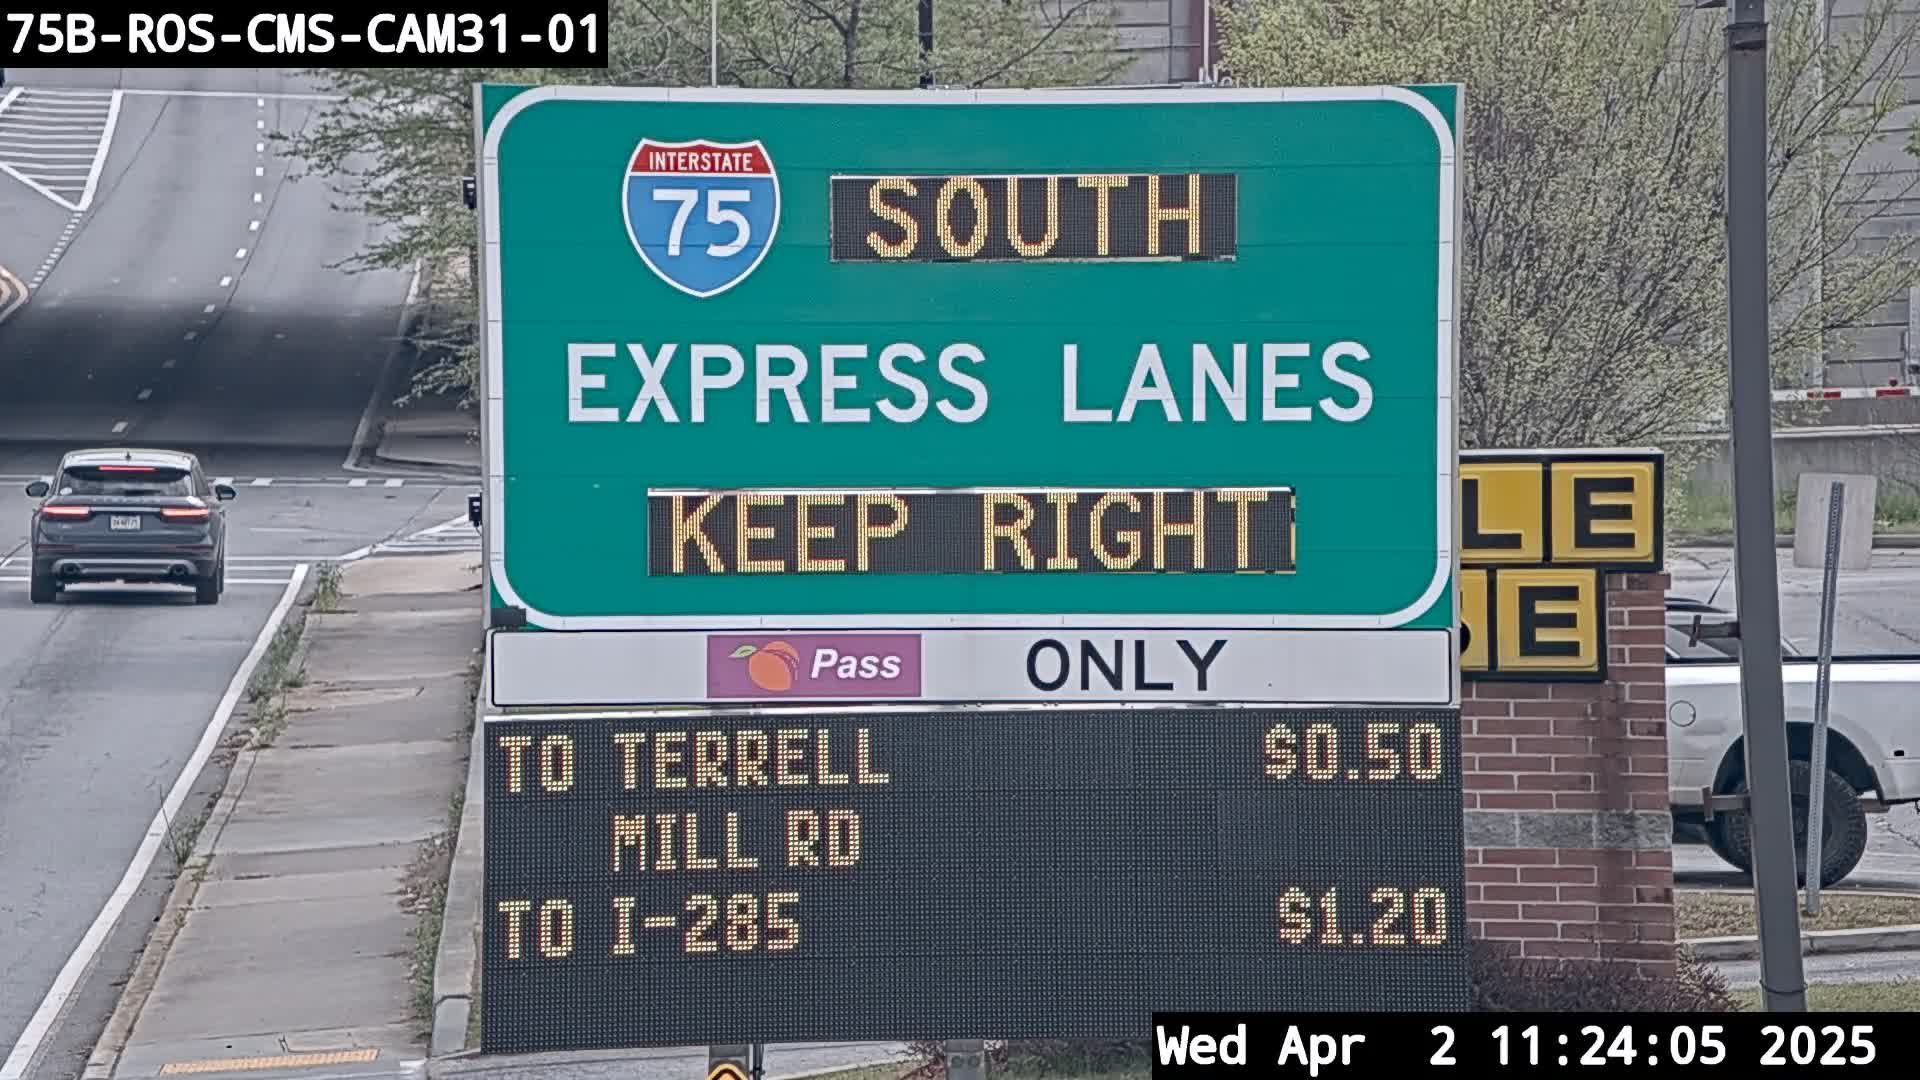 75B-ROS-CMS-CAM31-01
INTERSTATE
75
SOUTH
EXPRESS LANES
KEEP RIGHT
Pass
ONLY
TO TERRELL $0.50
MILL RD
TO I-285 $1.20
LE
E
Wed Apr 2 11:24:05 2025